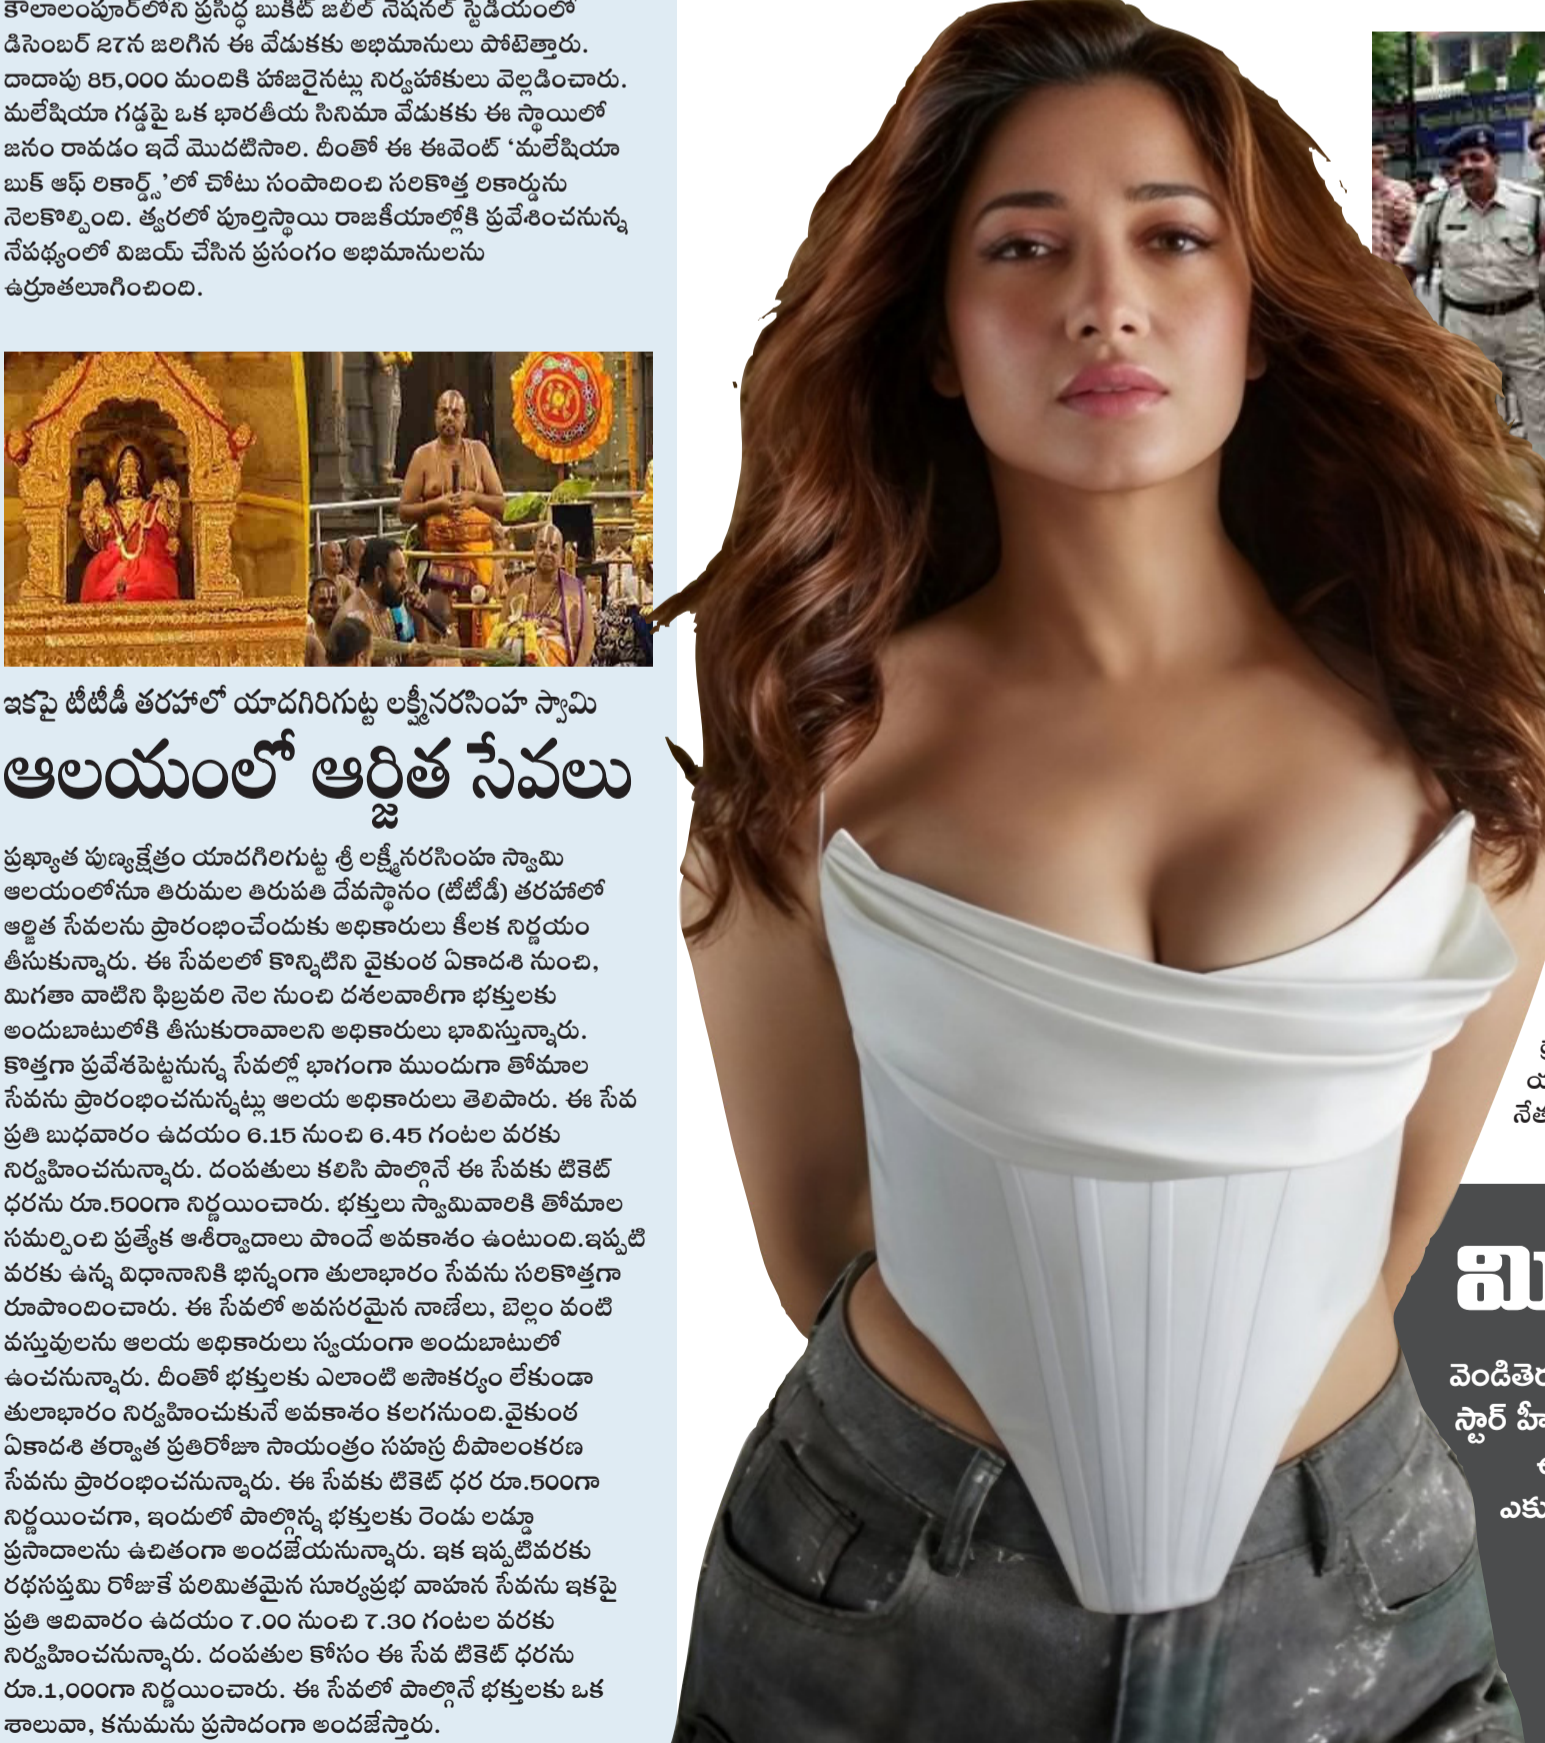 కౌలాలంపూర్‌లోని ప్రసిద్ధ బుకిట్ జలీల్ నేషనల్ స్టేడియంలో
డిసెంబర్ 27న జరిగిన ఈ వేడుకకు అభిమానులు పోటెత్తారు.
దాదాపు 85,000 మందికి హాజరైనట్లు నిర్వహాకులు వెల్లడించారు.
మలేషియా గడ్డపై ఒక భారతీయ సినిమా వేడుకకు ఈ స్థాయిలో
జనం రావడం ఇదే మొదటిసారి. దీంతో ఈ ఈవెంట్ ‘మలేషియా
బుక్ ఆఫ్ రికార్డ్స్’లో చోటు సంపాదించి సరికొత్త రికార్డును
నెలకొల్పింది. త్వరలో పూర్తిస్థాయి రాజకీయాల్లోకి ప్రవేశించనున్న
నేపథ్యంలో విజయ్ చేసిన ప్రసంగం అభిమానులను
ఉర్రూతలూగించింది.
ఇకపై టీటీడీ తరహాలో యాదగిరిగుట్ట లక్ష్మీనరసింహ స్వామి
ఆలయంలో ఆర్జిత సేవలు
ప్రఖ్యాత పుణ్యక్షేత్రం యాదగిరిగుట్ట శ్రీ లక్ష్మీనరసింహ స్వామి
ఆలయంలోనూ తిరుమల తిరుపతి దేవస్థానం (టీటీడీ) తరహాలో
ఆర్జిత సేవలను ప్రారంభించేందుకు అధికారులు కీలక నిర్ణయం
తీసుకున్నారు. ఈ సేవలలో కొన్నిటిని వైకుంఠ ఏకాదశి నుంచి,
మిగతా వాటిని ఫిబ్రవరి నెల నుంచి దశలవారీగా భక్తులకు
అందుబాటులోకి తీసుకురావాలని అధికారులు భావిస్తున్నారు.
కొత్తగా ప్రవేశపెట్టనున్న సేవల్లో భాగంగా ముందుగా తోమాల
సేవను ప్రారంభించనున్నట్లు ఆలయ అధికారులు తెలిపారు. ఈ సేవ
ప్రతి బుధవారం ఉదయం 6.15 నుంచి 6.45 గంటల వరకు
నిర్వహించనున్నారు. దంపతులు కలిసి పాల్గొనే ఈ సేవకు టికెట్
ధరను రూ.500గా నిర్ణయించారు. భక్తులు స్వామివారికి తోమాల
సమర్పించి ప్రత్యేక ఆశీర్వాదాలు పొందే అవకాశం ఉంటుంది.ఇప్పటి
వరకు ఉన్న విధానానికి భిన్నంగా తులాభారం సేవను సరికొత్తగా
రూపొందించారు. ఈ సేవలో అవసరమైన నాణేలు, బెల్లం వంటి
వస్తువులను ఆలయ అధికారులు స్వయంగా అందుబాటులో
ఉంచనున్నారు. దీంతో భక్తులకు ఎలాంటి అసౌకర్యం లేకుండా
తులాభారం నిర్వహించుకునే అవకాశం కలగనుంది.వైకుంఠ
ఏకాదశి తర్వాత ప్రతిరోజూ సాయంత్రం సహస్ర దీపాలంకరణ
సేవను ప్రారంభించనున్నారు. ఈ సేవకు టికెట్ ధర రూ.500గా
నిర్ణయించగా, ఇందులో పాల్గొన్న భక్తులకు రెండు లడ్డూ
ప్రసాదాలను ఉచితంగా అందజేయనున్నారు. ఇక ఇప్పటివరకు
రథసప్తమి రోజుకే పరిమితమైన సూర్యప్రభ వాహన సేవను ఇకపై
ప్రతి ఆదివారం ఉదయం 7.00 నుంచి 7.30 గంటల వరకు
నిర్వహించనున్నారు. దంపతుల కోసం ఈ సేవ టికెట్ ధరను
రూ.1,000గా నిర్ణయించారు. ఈ సేవలో పాల్గొనే భక్తులకు ఒక
శాలువా, కనుమను ప్రసాదంగా అందజేస్తారు.
మి
స్టార్